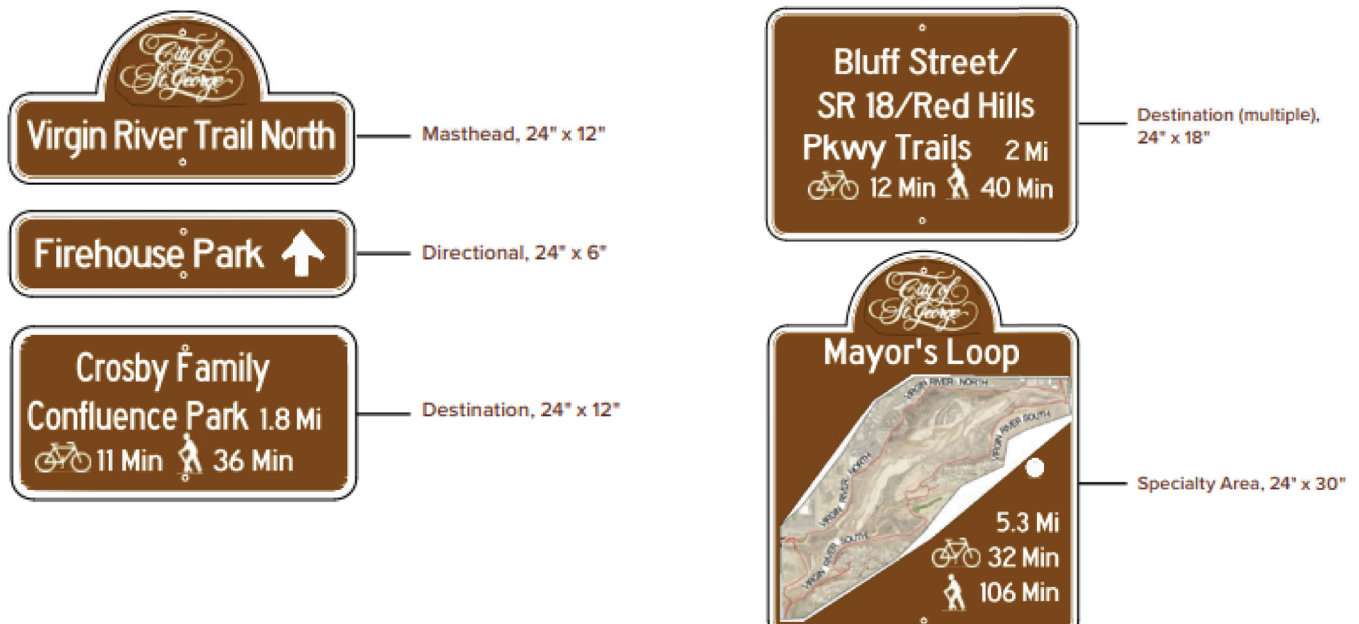 City of
St. George
Virgin River Trail North
Masthead, 24" x 12"
Firehouse Park
Directional, 24" x 6"
Crosby Family
Confluence Park 1.8 Mi
11 Min 36 Min
Destination, 24" x 12"
Bluff Street/
SR 18/Red Hills
Pkwy Trails 2 Mi
12 Min 40 Min
Destination (multiple),
24" x 18"
City of
St. George
Mayor's Loop
VIRGIN RIVER NORTH
VIRGIN RIVER SOUTH
VIRGIN RIVER NORTH
VIRGIN RIVER SOUTH
5.3 Mi
32 Min
106 Min
Specialty Area, 24" x 30"